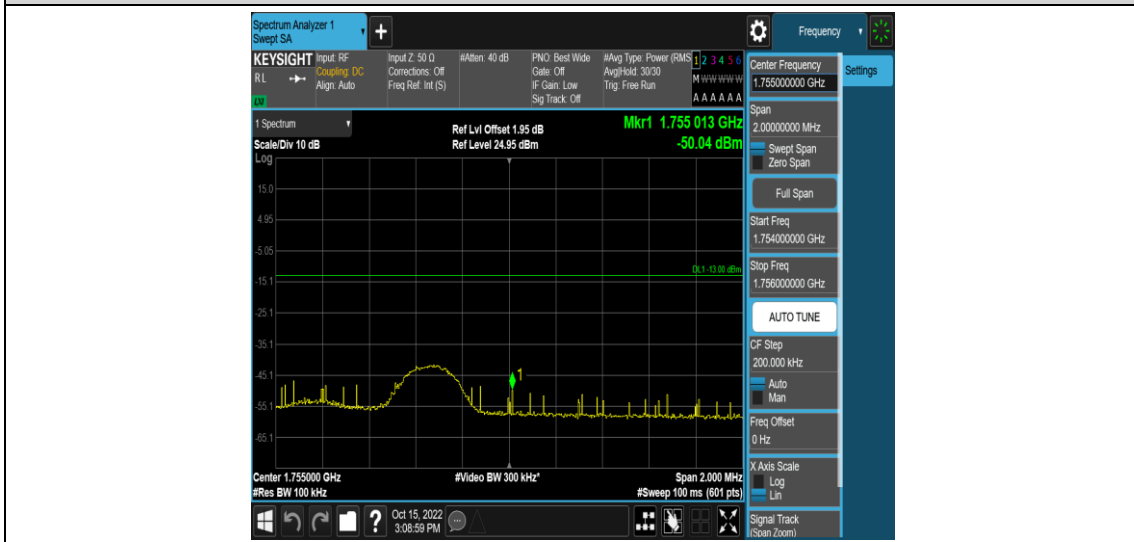 Spectrum Analyzer 1
Swept SA
+
Frequency
KEYSIGHT
RL
LXI
Input: RF
Coupling: DC
Align: Auto
Input Z: 50 Ω
Corrections: Off
Freq Ref: Int (S)
#Atten: 40 dB
PNO: Best Wide
Gate: Off
IF Gain: Low
Sig Track: Off
#Avg Type: Power (RMS
Avg|Hold: 30/30
Trig: Free Run
1 2 3 4 5 6
M W W W W W
A A A A A A
Center Frequency
1.755000000 GHz
Settings
1 Spectrum
Ref Lvl Offset 1.95 dB
Mkr1 1.755 013 GHz
Scale/Div 10 dB
Ref Level 24.95 dBm
-50.04 dBm
Log
15.0
4.95
-5.05
-15.1
-25.1
-35.1
-45.1
-55.1
-65.1
DL1 -13.00 dBm
1
Center 1.755000 GHz
#Video BW 300 kHz*
Span 2.000 MHz
#Res BW 100 kHz
#Sweep 100 ms (601 pts)
Span
2.00000000 MHz
Swept Span
Zero Span
Full Span
Start Freq
1.754000000 GHz
Stop Freq
1.756000000 GHz
AUTO TUNE
CF Step
200.000 kHz
Auto
Man
Freq Offset
0 Hz
X Axis Scale
Log
Lin
Signal Track
(Span Zoom)
?
Oct 15, 2022
3:08:59 PM